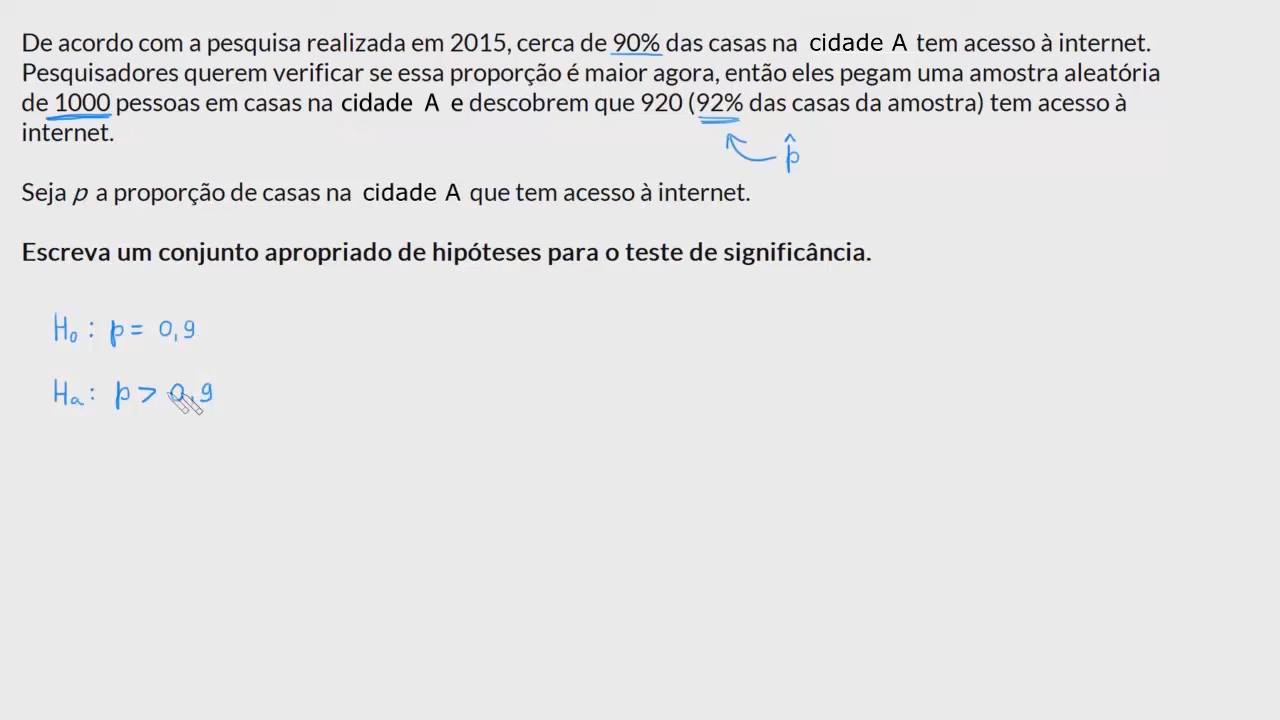 De acordo com a pesquisa realizada em 2015, cerca de 90% das casas na cidade A tem acesso à internet.
Pesquisadores querem verificar se essa proporção é maior agora, então eles pegam uma amostra aleatória
de 1000 pessoas em casas na cidade A e descobrem que 920 (92% das casas da amostra) tem acesso à
internet.
p̂
Seja p a proporção de casas na cidade A que tem acesso à internet.
Escreva um conjunto apropriado de hipóteses para o teste de significância.
H₀: p = 0,9
Hₐ: p > 0,9